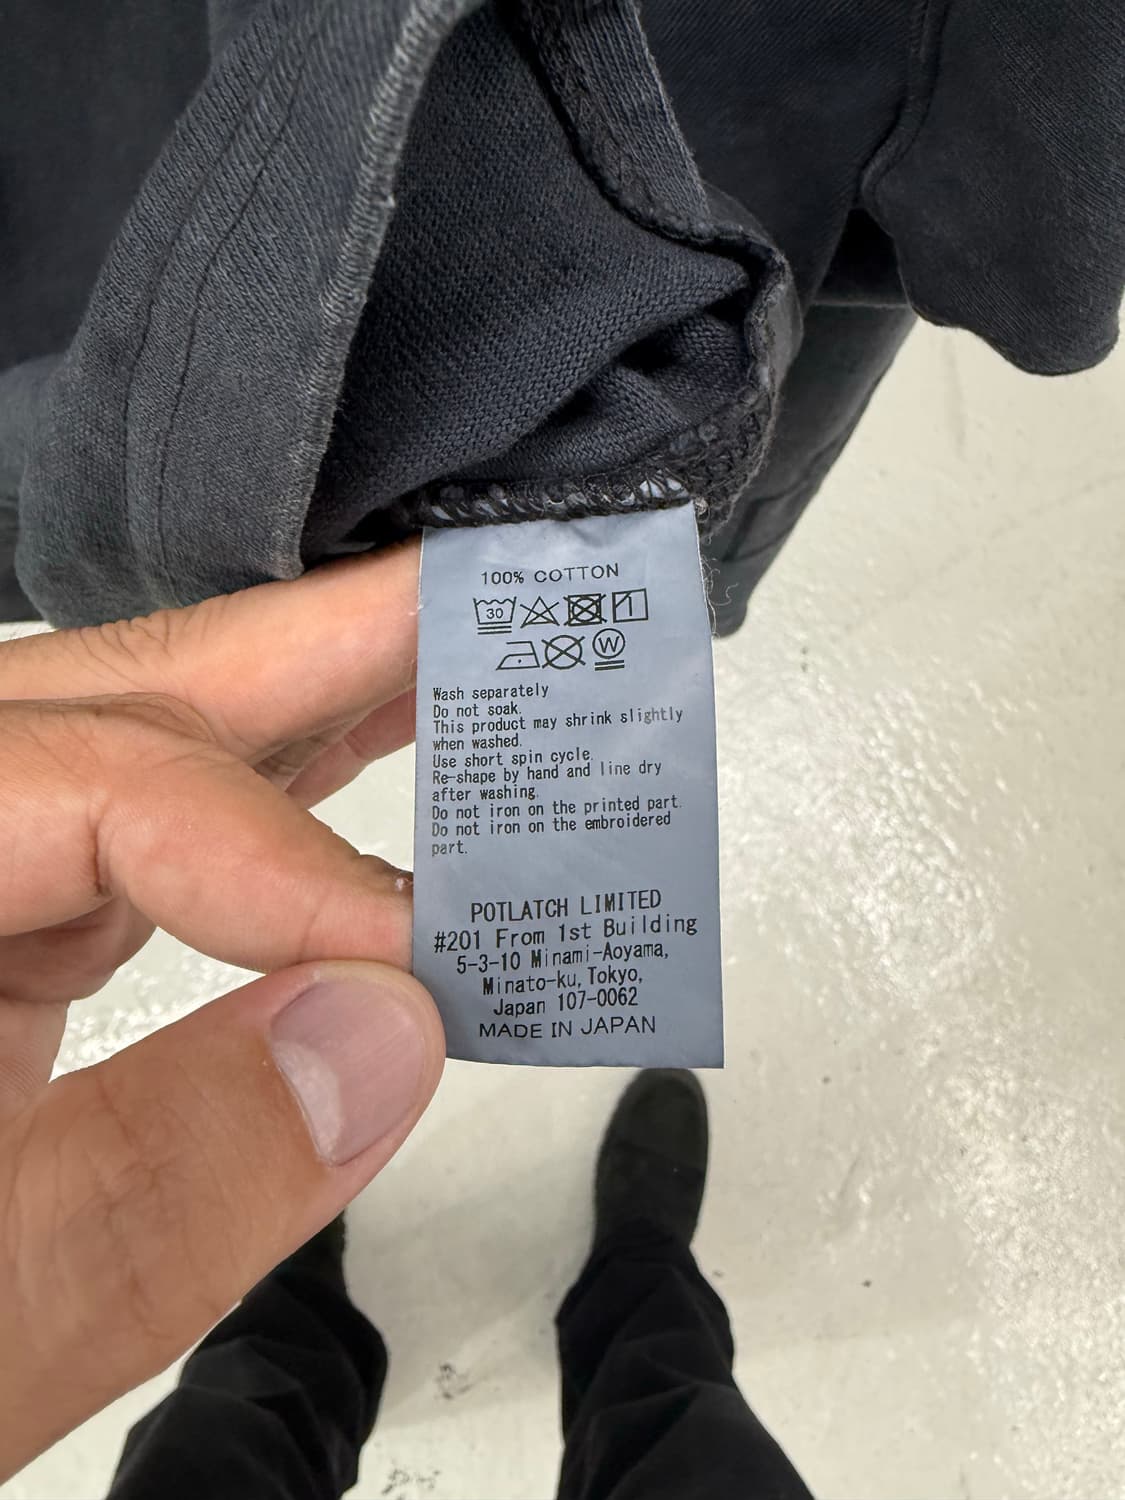 100% COTTON
30
W
Wash separately
Do not soak.
This product may shrink slightly
when washed.
Use short spin cycle.
Re-shape by hand and line dry
after washing.
Do not iron on the printed part.
Do not iron on the embroidered
part.
POTLATCH LIMITED
#201 From 1st Building
5-3-10 Minami-Aoyama,
Minato-ku, Tokyo,
Japan 107-0062
MADE IN JAPAN